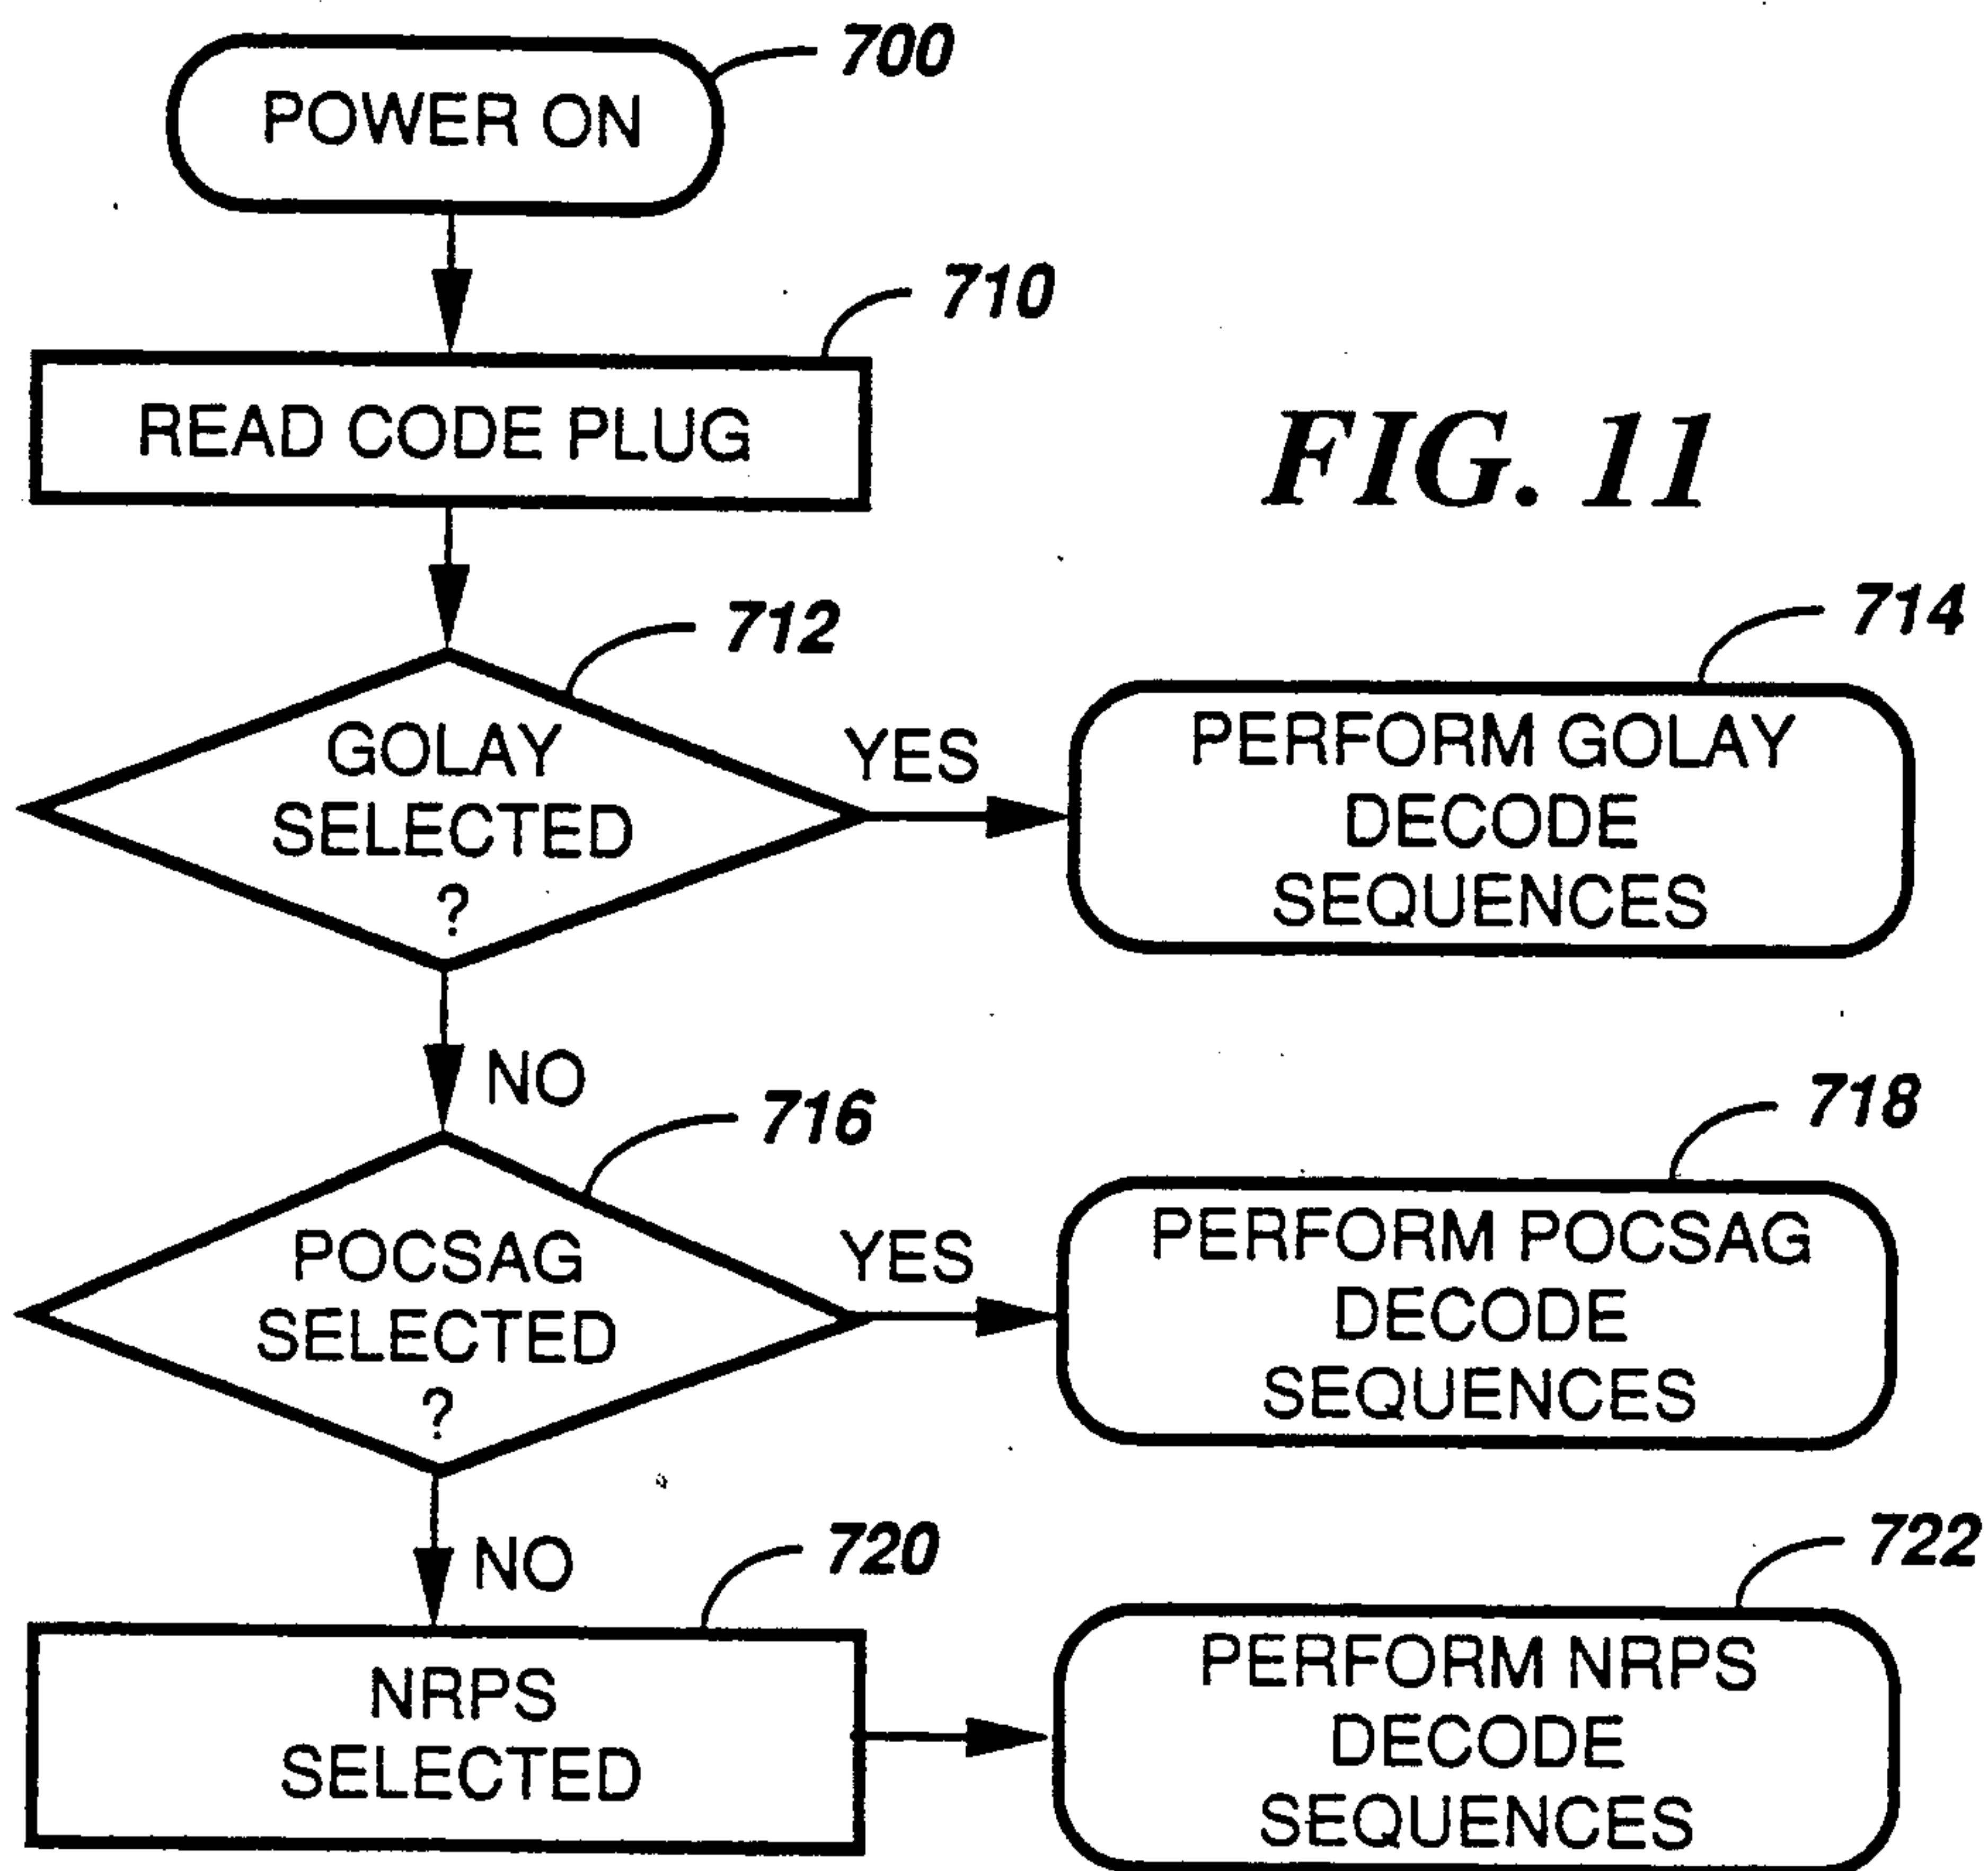 700
POWER ON
710
READ CODE PLUG
FIG. 11
712
GOLAY
SELECTED
?
YES
714
PERFORM GOLAY
DECODE
SEQUENCES
NO
716
POCSAG
SELECTED
?
YES
718
PERFORM POCSAG
DECODE
SEQUENCES
NO
720
NRPS
SELECTED
722
PERFORM NRPS
DECODE
SEQUENCES